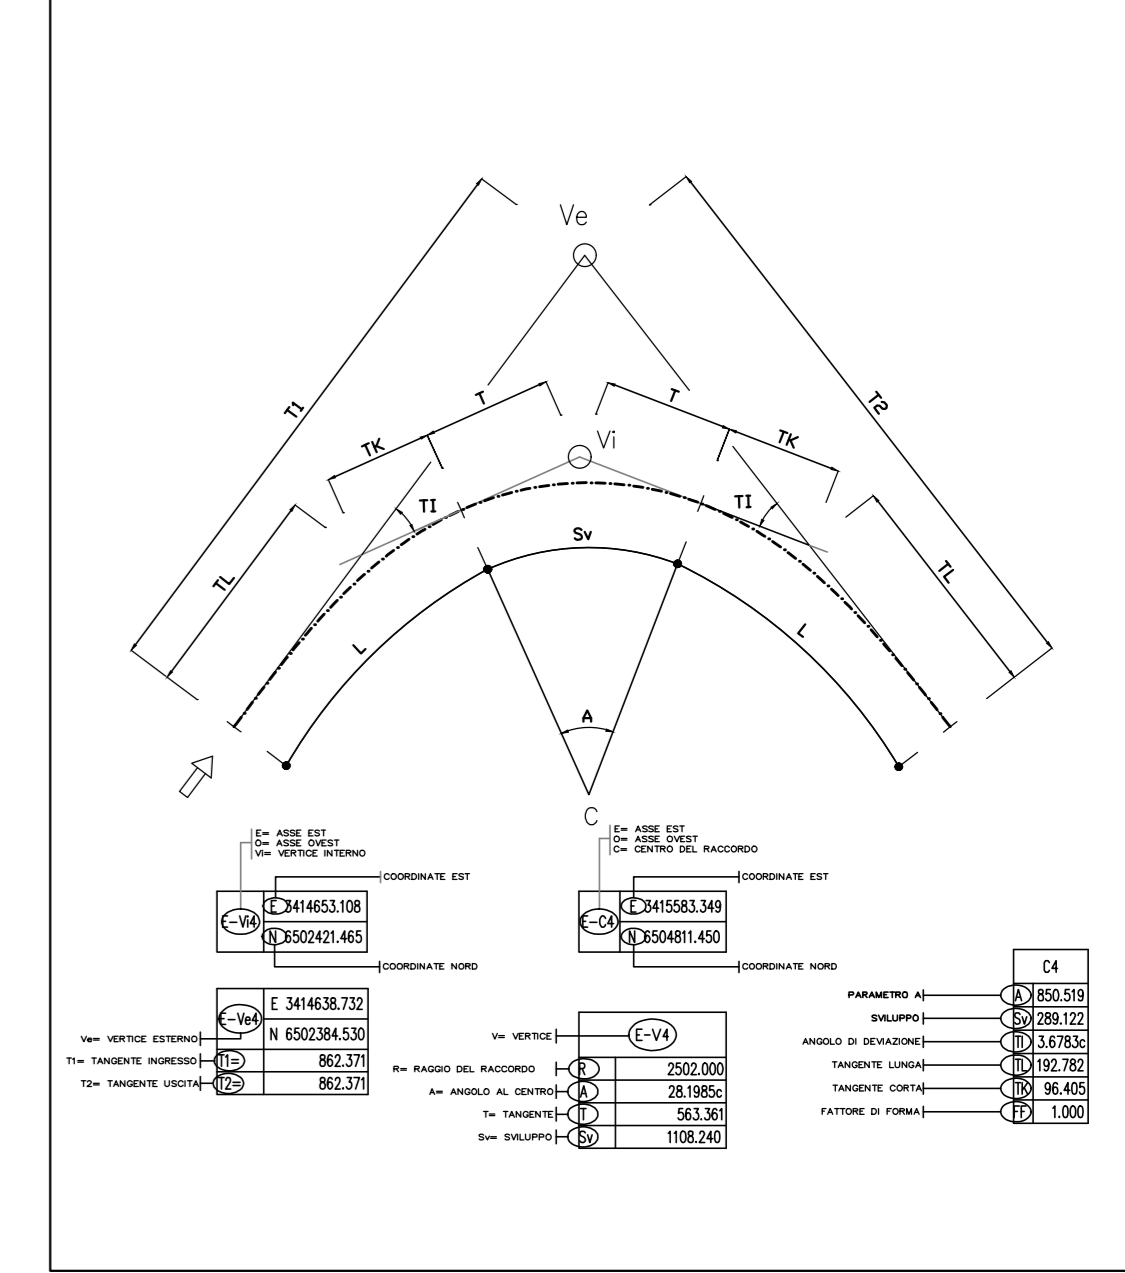 Ve
T1
T2
T
T
TK
TK
Vi
TI
TI
TL
TL
Sv
L
L
A
C
E= ASSE EST
O= ASSE OVEST
Vi= VERTICE INTERNO
COORDINATE EST
E-Vi4
E 3414653.108
N 6502421.465
COORDINATE NORD
E= ASSE EST
O= ASSE OVEST
C= CENTRO DEL RACCORDO
COORDINATE EST
E-C4
E 3415583.349
N 6504811.450
COORDINATE NORD
E-Ve4
E 3414638.732
N 6502384.530
Ve= VERTICE ESTERNO
T1= TANGENTE INGRESSO T1= 862.371
T2= TANGENTE USCITA T2= 862.371
V= VERTICE E-V4
R= RAGGIO DEL RACCORDO R 2502.000
A= ANGOLO AL CENTRO A 28.1985c
T= TANGENTE T 563.361
Sv= SVILUPPO Sv 1108.240
C4
PARAMETRO A A 850.519
SVILUPPO Sv 289.122
ANGOLO DI DEVIAZIONE TI 3.6783c
TANGENTE LUNGA TL 192.782
TANGENTE CORTA TK 96.405
FATTORE DI FORMA FF 1.000